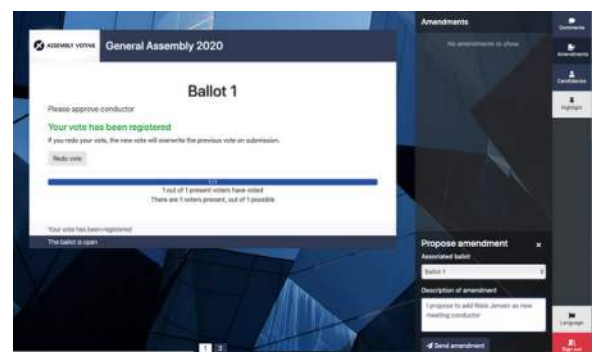 ASSEMBLY VOTING
General Assembly 2020
Ballot 1
Please approve conductor
Your vote has been registered
If you redo your vote, the new vote will overwrite the previous vote on submission.
Redo vote
1 / 1
1 out of 1 present voters have voted
There are 1 voters present, out of 1 possible
Your vote has been registered
The ballot is open
1 2
Amendments
No amendments to show
Propose amendment ×
Associated ballot
Ballot 1
Description of amendment
I propose to add Niels Jensen as new
meeting conductor
Send amendment
Comments
Amendments
Candidacies
Highlight
Language
Sign out